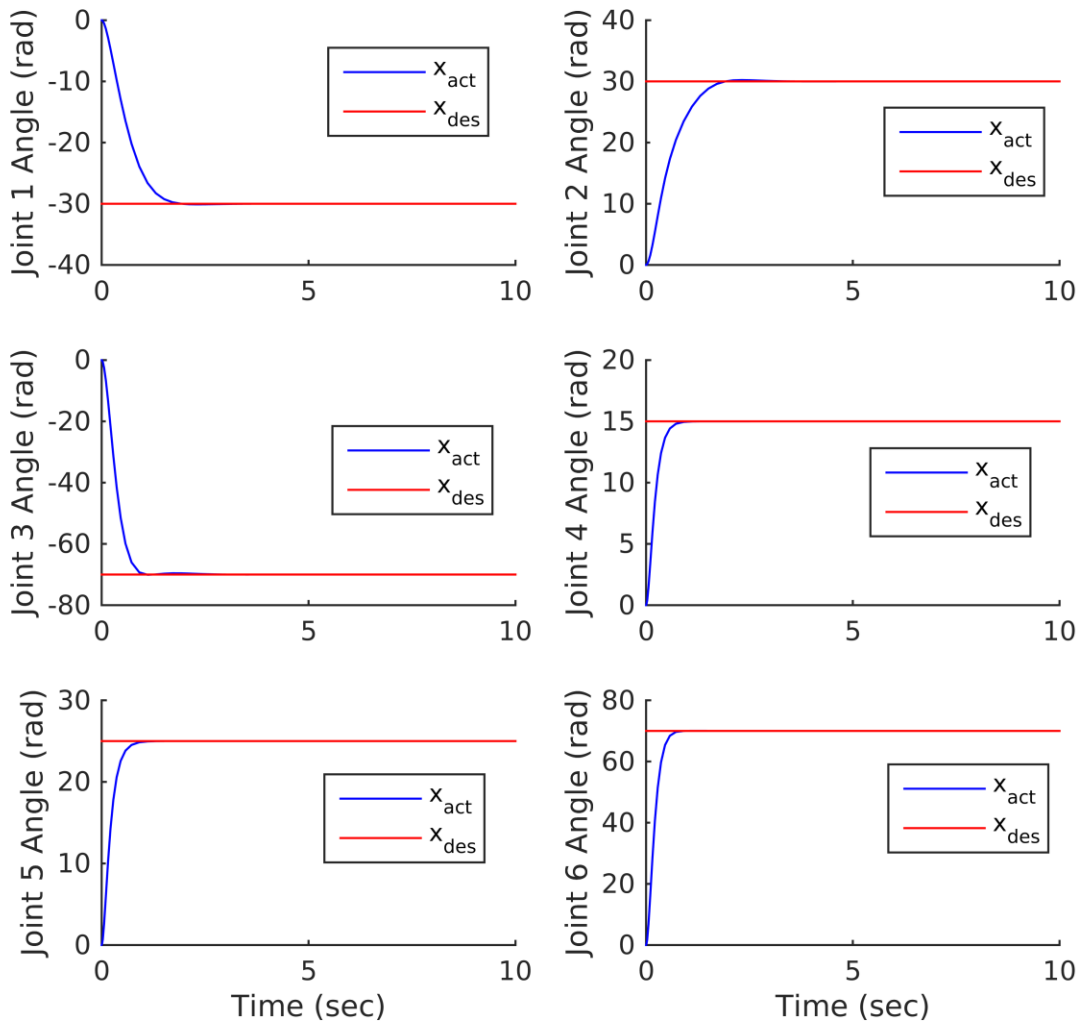 Joint 1 Angle (rad)
0
-10
-20
-30
-40
0
5
10
x_act
x_des
Joint 2 Angle (rad)
40
30
20
10
0
0
5
10
x_act
x_des
Joint 3 Angle (rad)
0
-20
-40
-60
-80
0
5
10
x_act
x_des
Joint 4 Angle (rad)
20
15
10
5
0
0
5
10
x_act
x_des
Joint 5 Angle (rad)
30
20
10
0
0
5
10
x_act
x_des
Time (sec)
Joint 6 Angle (rad)
80
60
40
20
0
0
5
10
x_act
x_des
Time (sec)